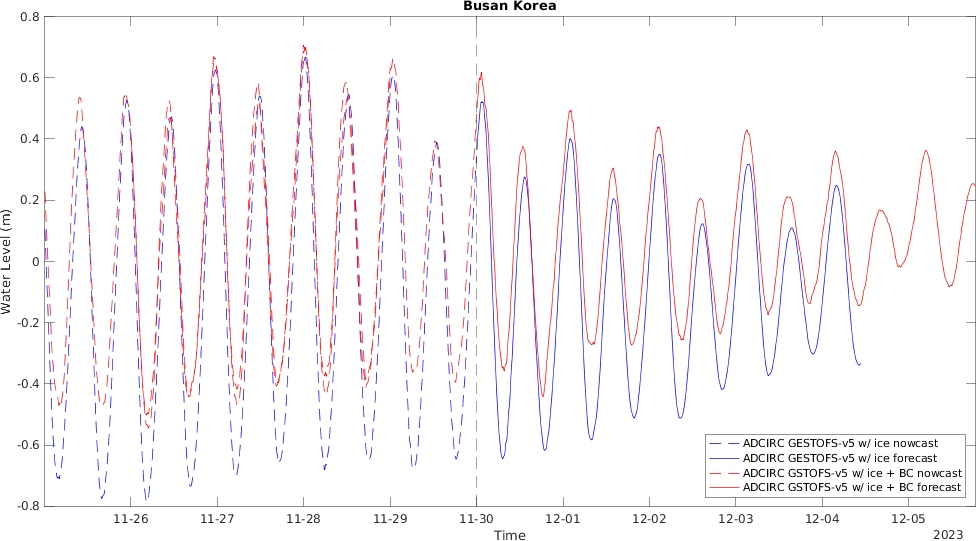 Busan Korea
0.8
0.6
0.4
0.2
0
-0.2
-0.4
-0.6
-0.8
Water Level (m)
ADCIRC GESTOFS-v5 w/ ice nowcast
ADCIRC GESTOFS-v5 w/ ice forecast
ADCIRC GSTOFS-v5 w/ ice + BC nowcast
ADCIRC GSTOFS-v5 w/ ice + BC forecast
11-26 11-27 11-28 11-29 11-30 12-01 12-02 12-03 12-04 12-05
Time
2023